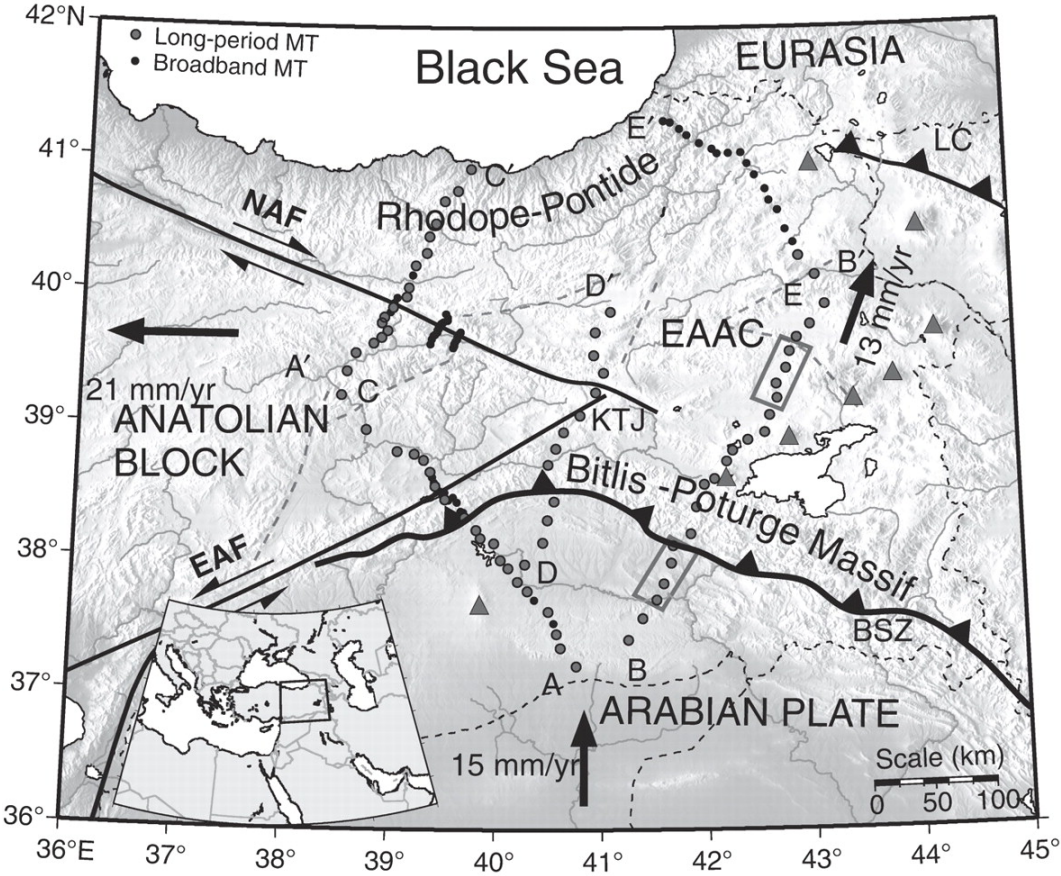 42°N
Long-period MT
Broadband MT
Black Sea
EURASIA
E′
41°
LC
C′
Rhodope-Pontide
NAF
40°
D′
B′
E
13 mm/yr
EAAC
A′
C
21 mm/yr
ANATOLIAN
BLOCK
39°
KTJ
Bitlis -Poturge Massif
38°
EAF
D
BSZ
37°
A
B
ARABIAN PLATE
15 mm/yr
Scale (km)
0 50 100
36°
36°E 37° 38° 39° 40° 41° 42° 43° 44° 45°